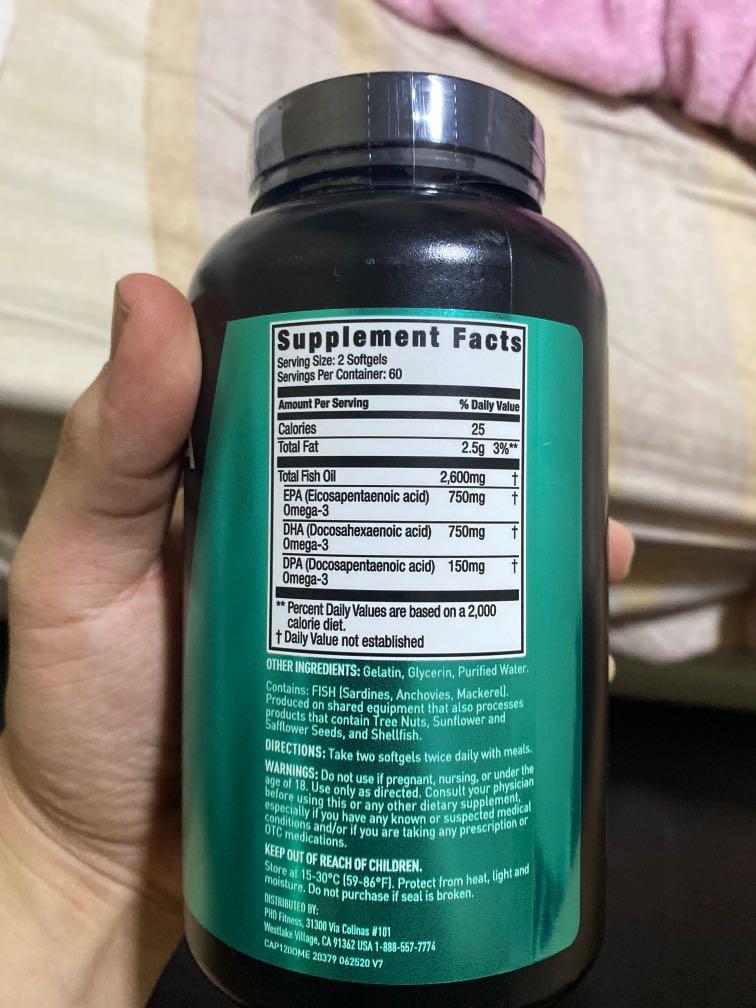 Supplement Facts
Serving Size: 2 Softgels
Servings Per Container: 60
Amount Per Serving % Daily Value
Calories 25
Total Fat 2.5g 3%**
Total Fish Oil 2,600mg †
EPA (Eicosapentaenoic acid) 750mg †
Omega-3
DHA (Docosahexaenoic acid) 750mg †
Omega-3
DPA (Docosapentaenoic acid) 150mg †
Omega-3
** Percent Daily Values are based on a 2,000
calorie diet.
† Daily Value not established
OTHER INGREDIENTS: Gelatin, Glycerin, Purified Water.
Contains: FISH (Sardines, Anchovies, Mackerel).
Produced on shared equipment that also processes
products that contain Tree Nuts, Sunflower and
Safflower Seeds, and Shellfish.
DIRECTIONS: Take two softgels twice daily with meals.
WARNINGS: Do not use if pregnant, nursing, or under the
age of 18. Use only as directed. Consult your physician
before using this or any other dietary supplement,
especially if you have any known or suspected medical
conditions and/or if you are taking any prescription or
OTC medications.
KEEP OUT OF REACH OF CHILDREN.
Store at 15-30°C (59-86°F). Protect from heat, light and
moisture. Do not purchase if seal is broken.
DISTRIBUTED BY:
PHD Fitness, 31300 Via Colinas #101
Westlake Village, CA 91362 USA 1-888-557-7774
CAP120OME 20379 062520 V7